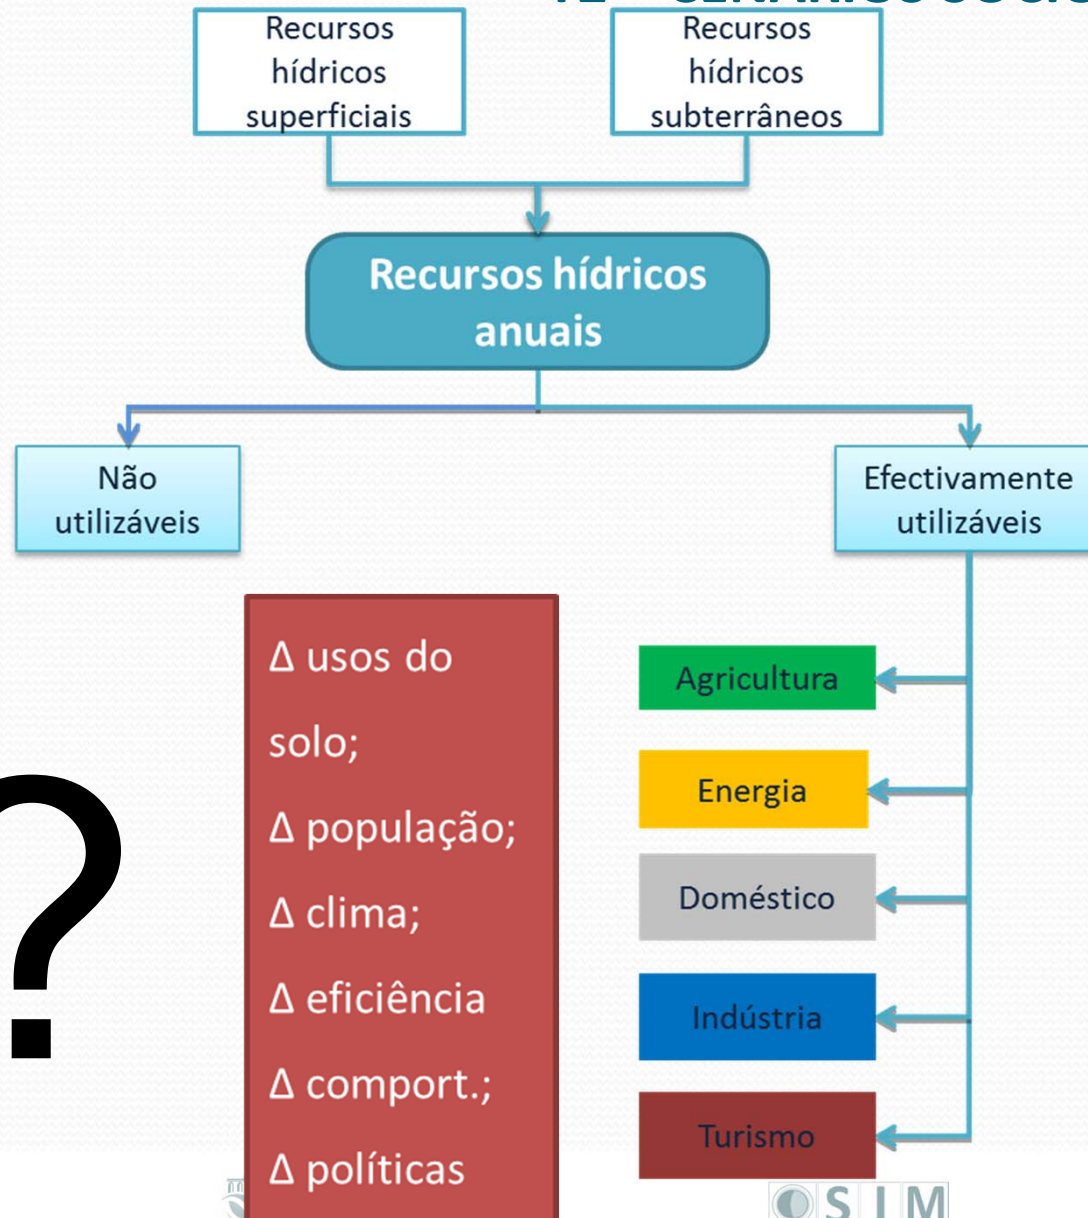 Recursos
hídricos
superficiais
Recursos
hídricos
subterrâneos
Recursos hídricos
anuais
Não
utilizáveis
Efectivamente
utilizáveis
Δ usos do
solo;
Δ população;
Δ clima;
Δ eficiência
Δ comport.;
Δ políticas
?
Agricultura
Energia
Doméstico
Indústria
Turismo
SIM